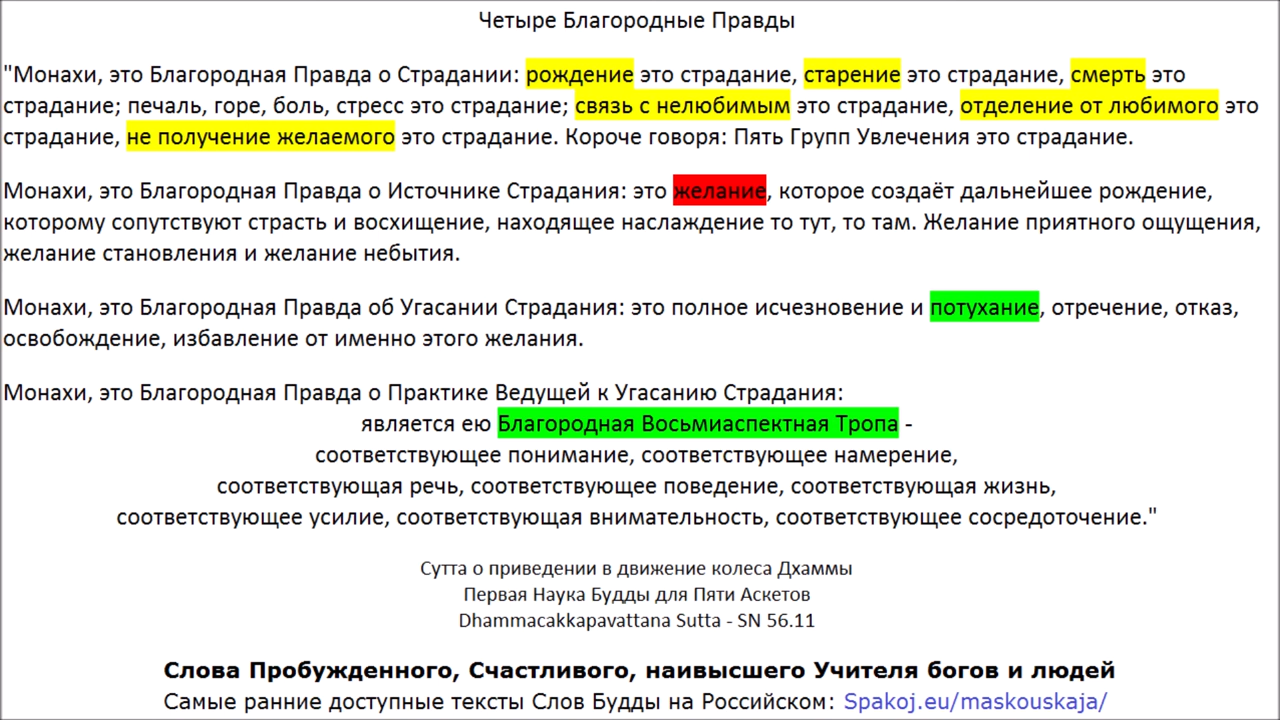 Четыре Благородные Правды
"Монахи, это Благородная Правда о Страдании: рождение это страдание, старение это страдание, смерть это
страдание; печаль, горе, боль, стресс это страдание; связь с нелюбимым это страдание, отделение от любимого это
страдание, не получение желаемого это страдание. Короче говоря: Пять Групп Увлечения это страдание.
Монахи, это Благородная Правда о Источнике Страдания: это желание, которое создаёт дальнейшее рождение,
которому сопутствуют страсть и восхищение, находящее наслаждение то тут, то там. Желание приятного ощущения,
желание становления и желание небытия.
Монахи, это Благородная Правда об Угасании Страдания: это полное исчезновение и потухание, отречение, отказ,
освобождение, избавление от именно этого желания.
Монахи, это Благородная Правда о Практике Ведущей к Угасанию Страдания:
является ею Благородная Восьмиаспектная Тропа -
соответствующее понимание, соответствующее намерение,
соответствующая речь, соответствующее поведение, соответствующая жизнь,
соответствующее усилие, соответствующая внимательность, соответствующее сосредоточение."
Сутта о приведении в движение колеса Дхаммы
Первая Наука Будды для Пяти Аскетов
Dhammacakkapavattana Sutta - SN 56.11
Слова Пробужденного, Счастливого, наивысшего Учителя богов и людей
Самые ранние доступные тексты Слов Будды на Российском: Spakoj.eu/maskouskaja/